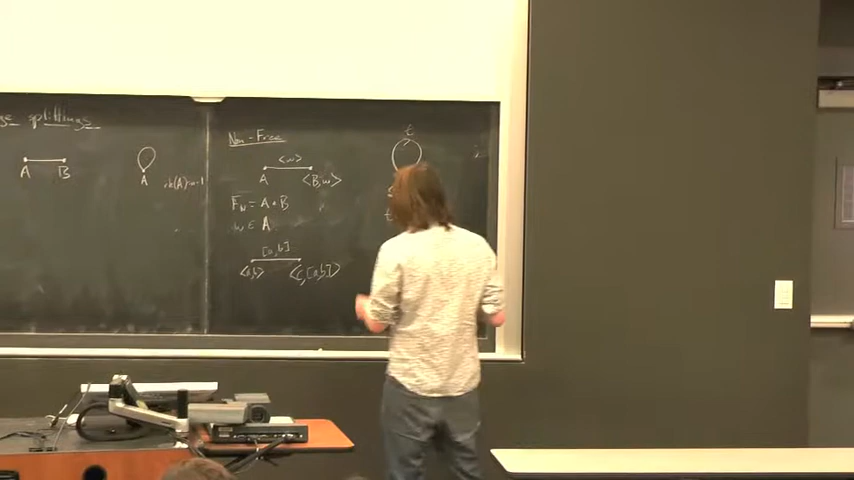 splittings
A B
A
rk(A)=n-1
Non-Free
<w>
A <B,w>
F_N = A * B
w ∈ A
[a,b]
<a,b> <c,[a,b]>
t